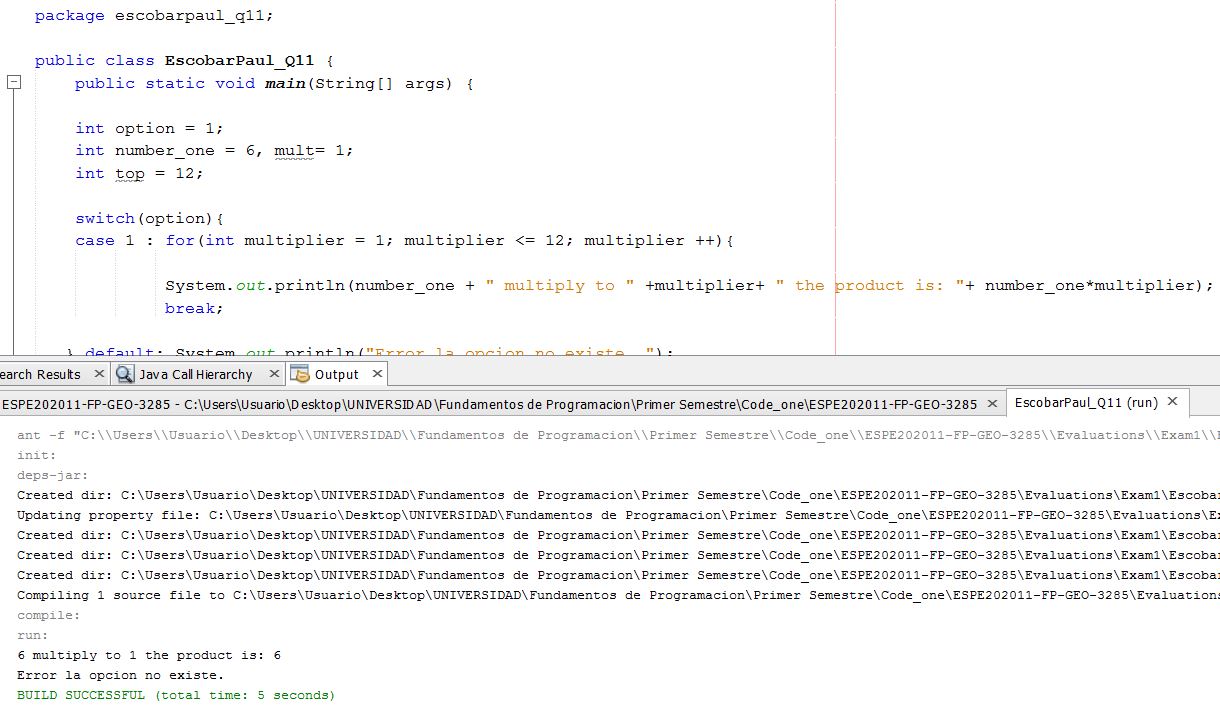 package escobarpaul_q11;
public class EscobarPaul_Q11 {
public static void main(String[] args) {
int option = 1;
int number_one = 6, mult= 1;
int top = 12;
switch(option){
case 1 : for(int multiplier = 1; multiplier <= 12; multiplier ++){
System.out.println(number_one + " multiply to " +multiplier+ " the product is: "+ number_one*multiplier);
break;
} default: System.out.println("Error la opcion no existe. ");
earch Results × Java Call Hierarchy × Output ×
ESPE202011-FP-GEO-3285 - C:\Users\Usuario\Desktop\UNIVERSIDAD\Fundamentos de Programacion\Primer Semestre\Code_one\ESPE202011-FP-GEO-3285 × EscobarPaul_Q11 (run) ×
ant -f "C:\\Users\\Usuario\\Desktop\\UNIVERSIDAD\\Fundamentos de Programacion\\Primer Semestre\\Code_one\\ESPE202011-FP-GEO-3285\\Evaluations\\Exam1\\
init:
deps-jar:
Created dir: C:\Users\Usuario\Desktop\UNIVERSIDAD\Fundamentos de Programacion\Primer Semestre\Code_one\ESPE202011-FP-GEO-3285\Evaluations\Exam1\Escobar
Updating property file: C:\Users\Usuario\Desktop\UNIVERSIDAD\Fundamentos de Programacion\Primer Semestre\Code_one\ESPE202011-FP-GEO-3285\Evaluations\Ex
Created dir: C:\Users\Usuario\Desktop\UNIVERSIDAD\Fundamentos de Programacion\Primer Semestre\Code_one\ESPE202011-FP-GEO-3285\Evaluations\Exam1\Escobar
Created dir: C:\Users\Usuario\Desktop\UNIVERSIDAD\Fundamentos de Programacion\Primer Semestre\Code_one\ESPE202011-FP-GEO-3285\Evaluations\Exam1\Escobar
Created dir: C:\Users\Usuario\Desktop\UNIVERSIDAD\Fundamentos de Programacion\Primer Semestre\Code_one\ESPE202011-FP-GEO-3285\Evaluations\Exam1\Escobar
Compiling 1 source file to C:\Users\Usuario\Desktop\UNIVERSIDAD\Fundamentos de Programacion\Primer Semestre\Code_one\ESPE202011-FP-GEO-3285\Evaluations
compile:
run:
6 multiply to 1 the product is: 6
Error la opcion no existe.
BUILD SUCCESSFUL (total time: 5 seconds)